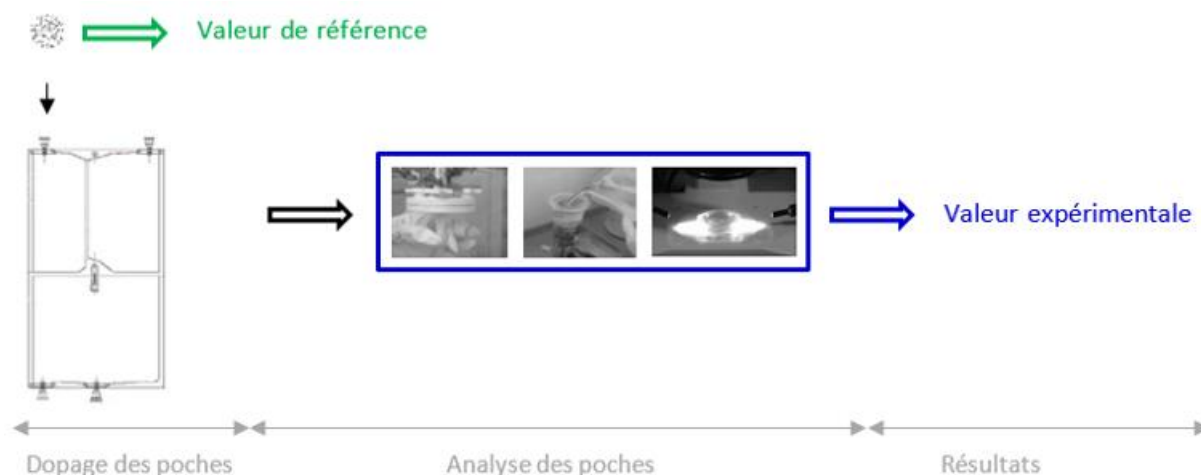 Valeur de référence
Valeur expérimentale
Dopage des poches
Analyse des poches
Résultats